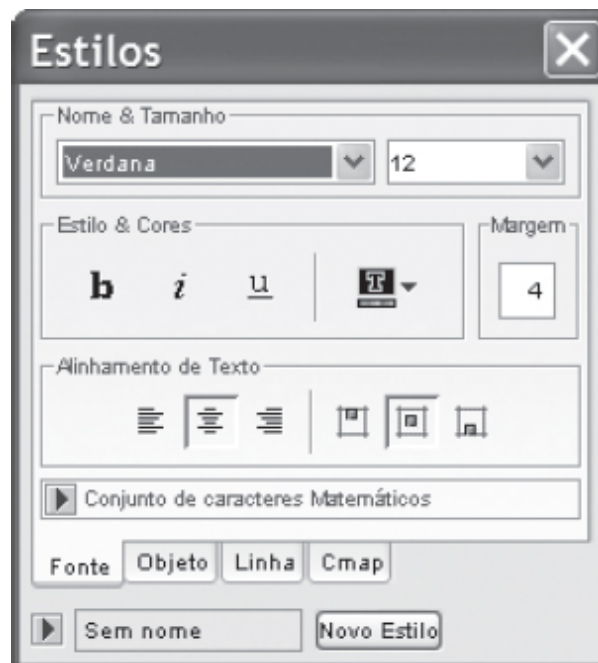 Estilos
Nome & Tamanho
Verdana 12
Estilo & Cores Margem
b i u T 4
Alinhamento de Texto
Conjunto de caracteres Matemáticos
Fonte Objeto Linha Cmap
Sem nome Novo Estilo